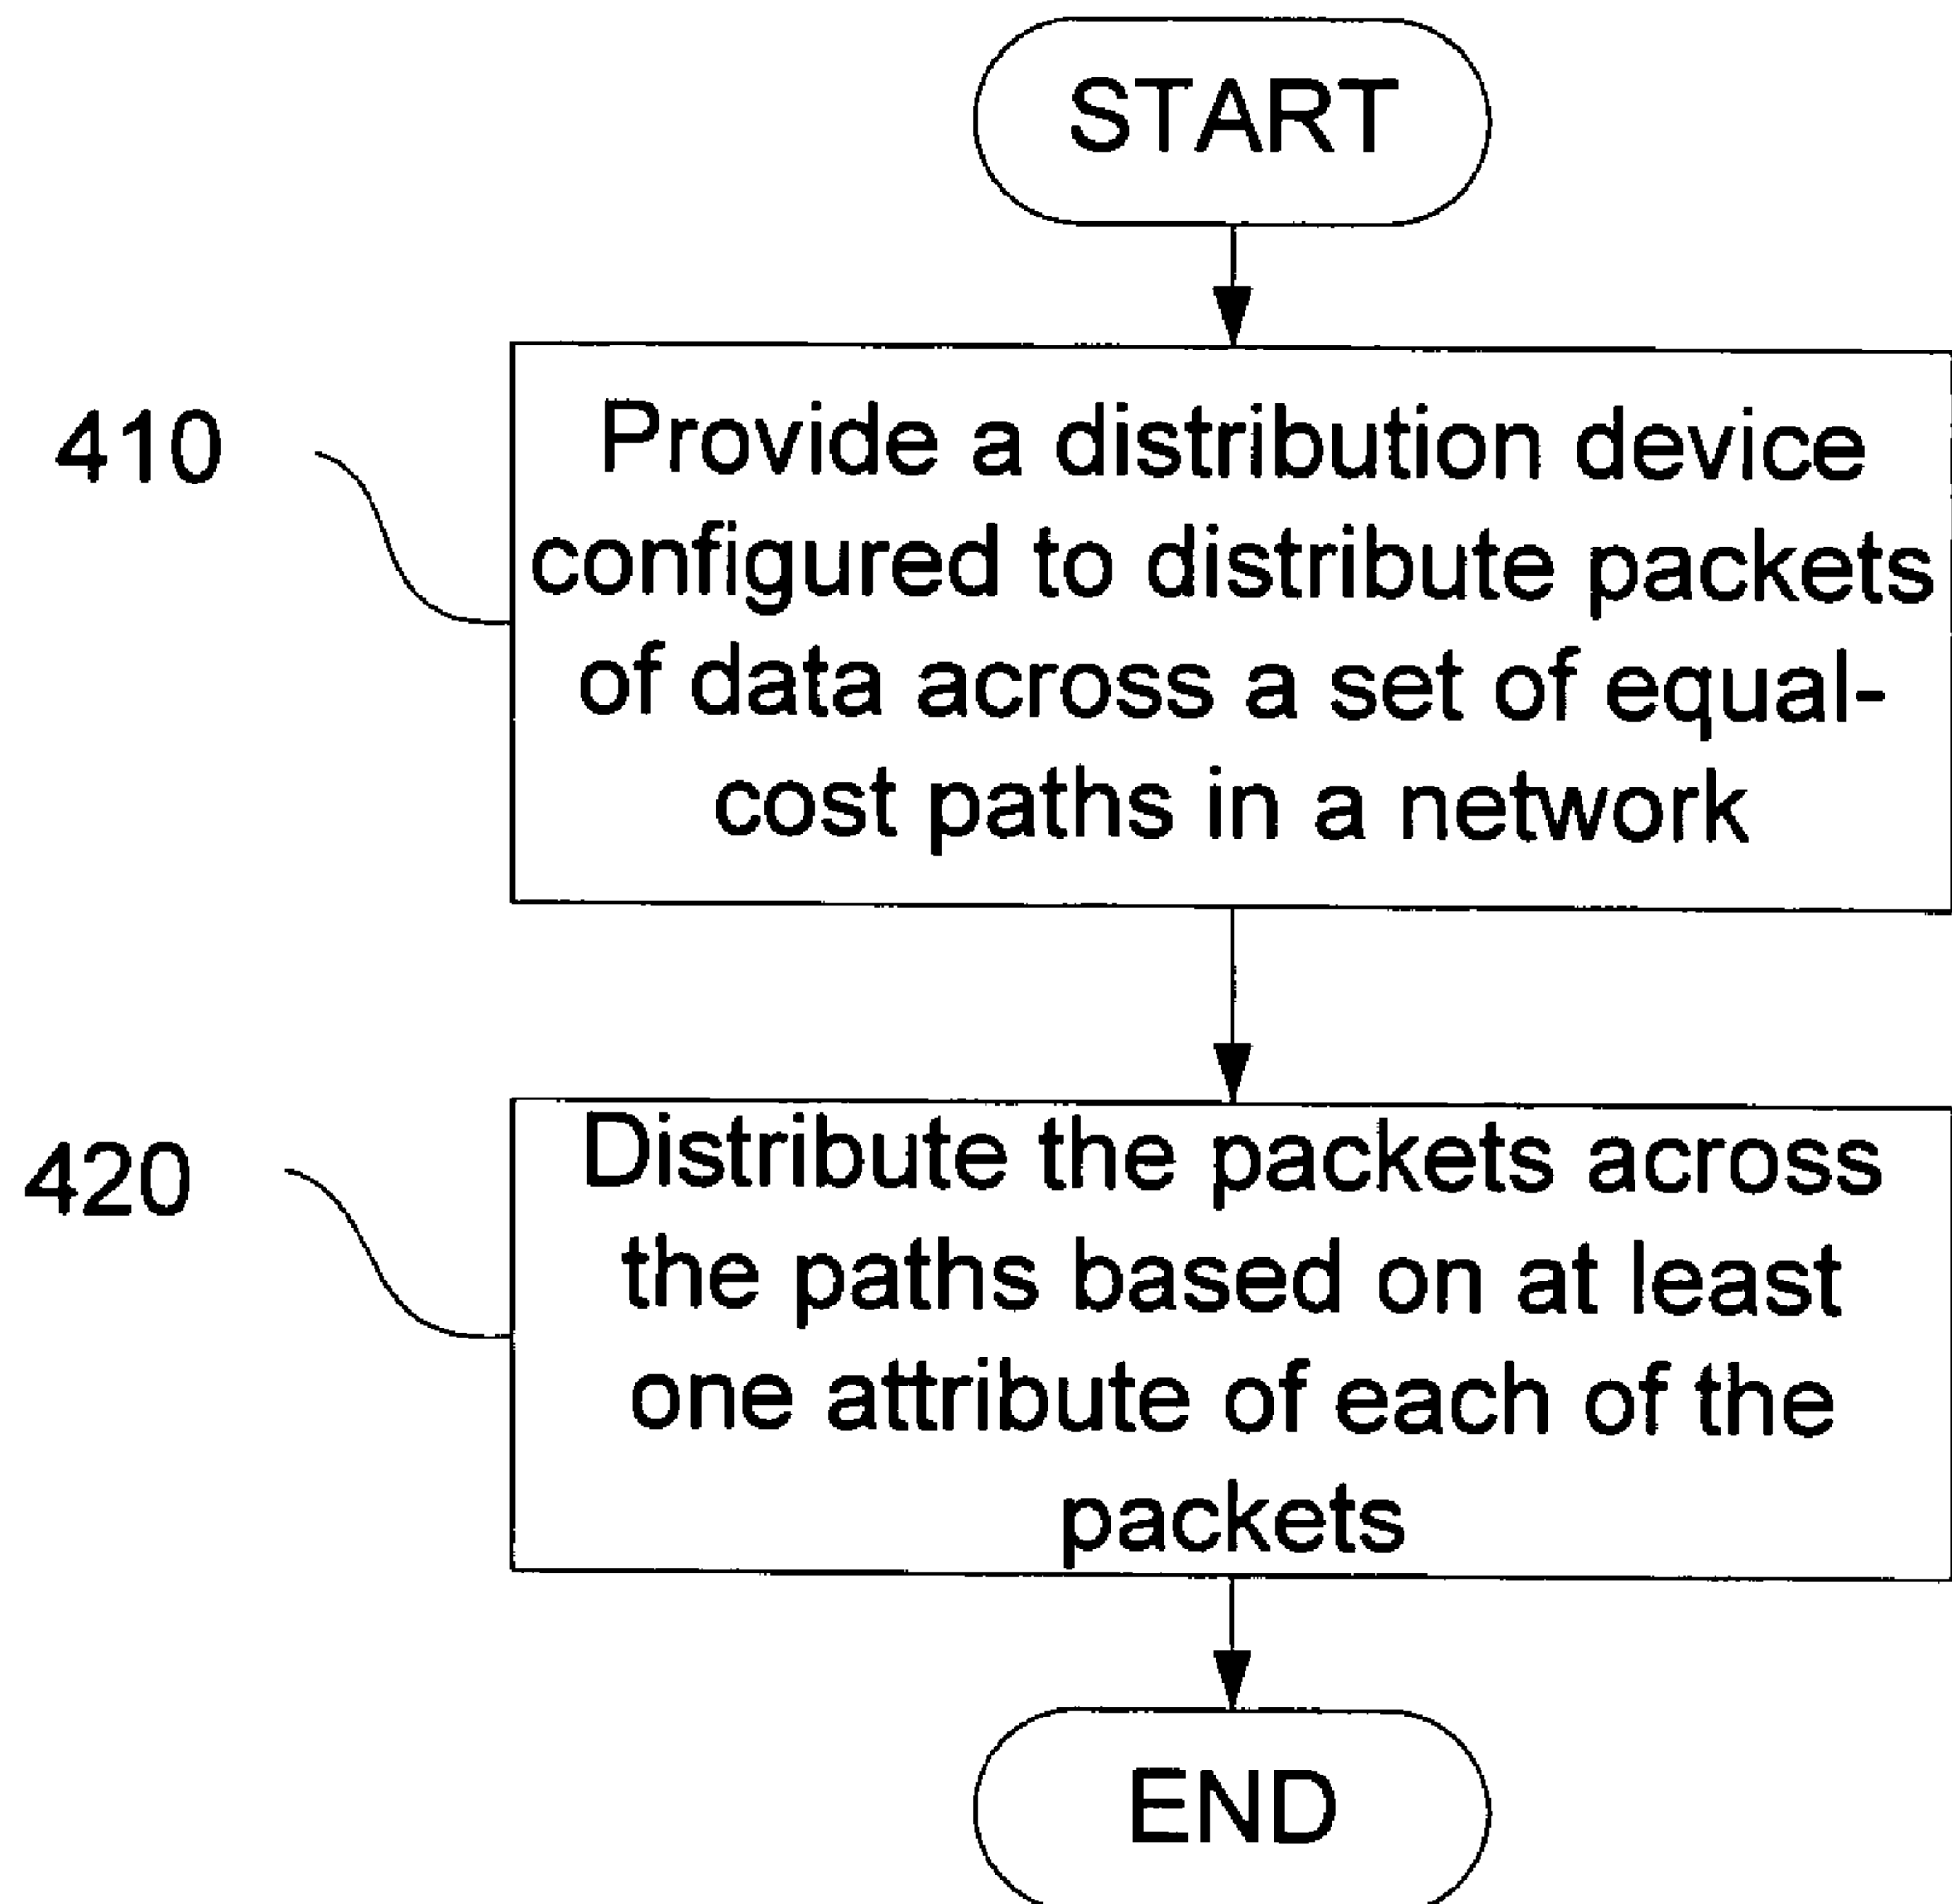 START
410
Provide a distribution device
configured to distribute packets
of data across a set of equal-
cost paths in a network
420
Distribute the packets across
the paths based on at least
one attribute of each of the
packets
END